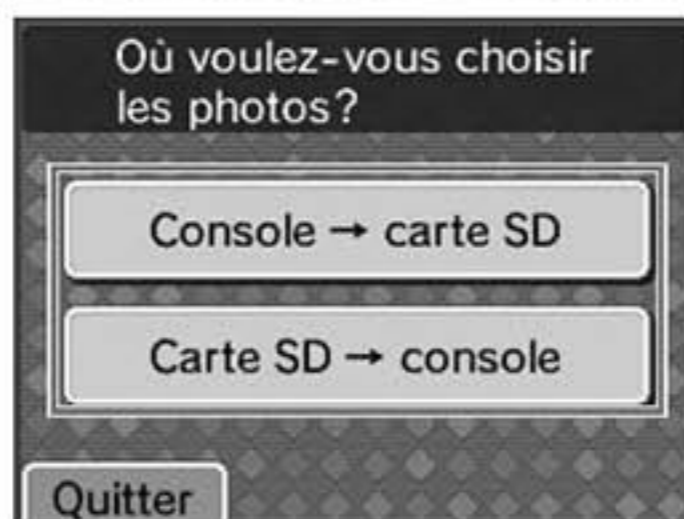 Où voulez-vous choisir
les photos?
Console → carte SD
Carte SD → console
Quitter